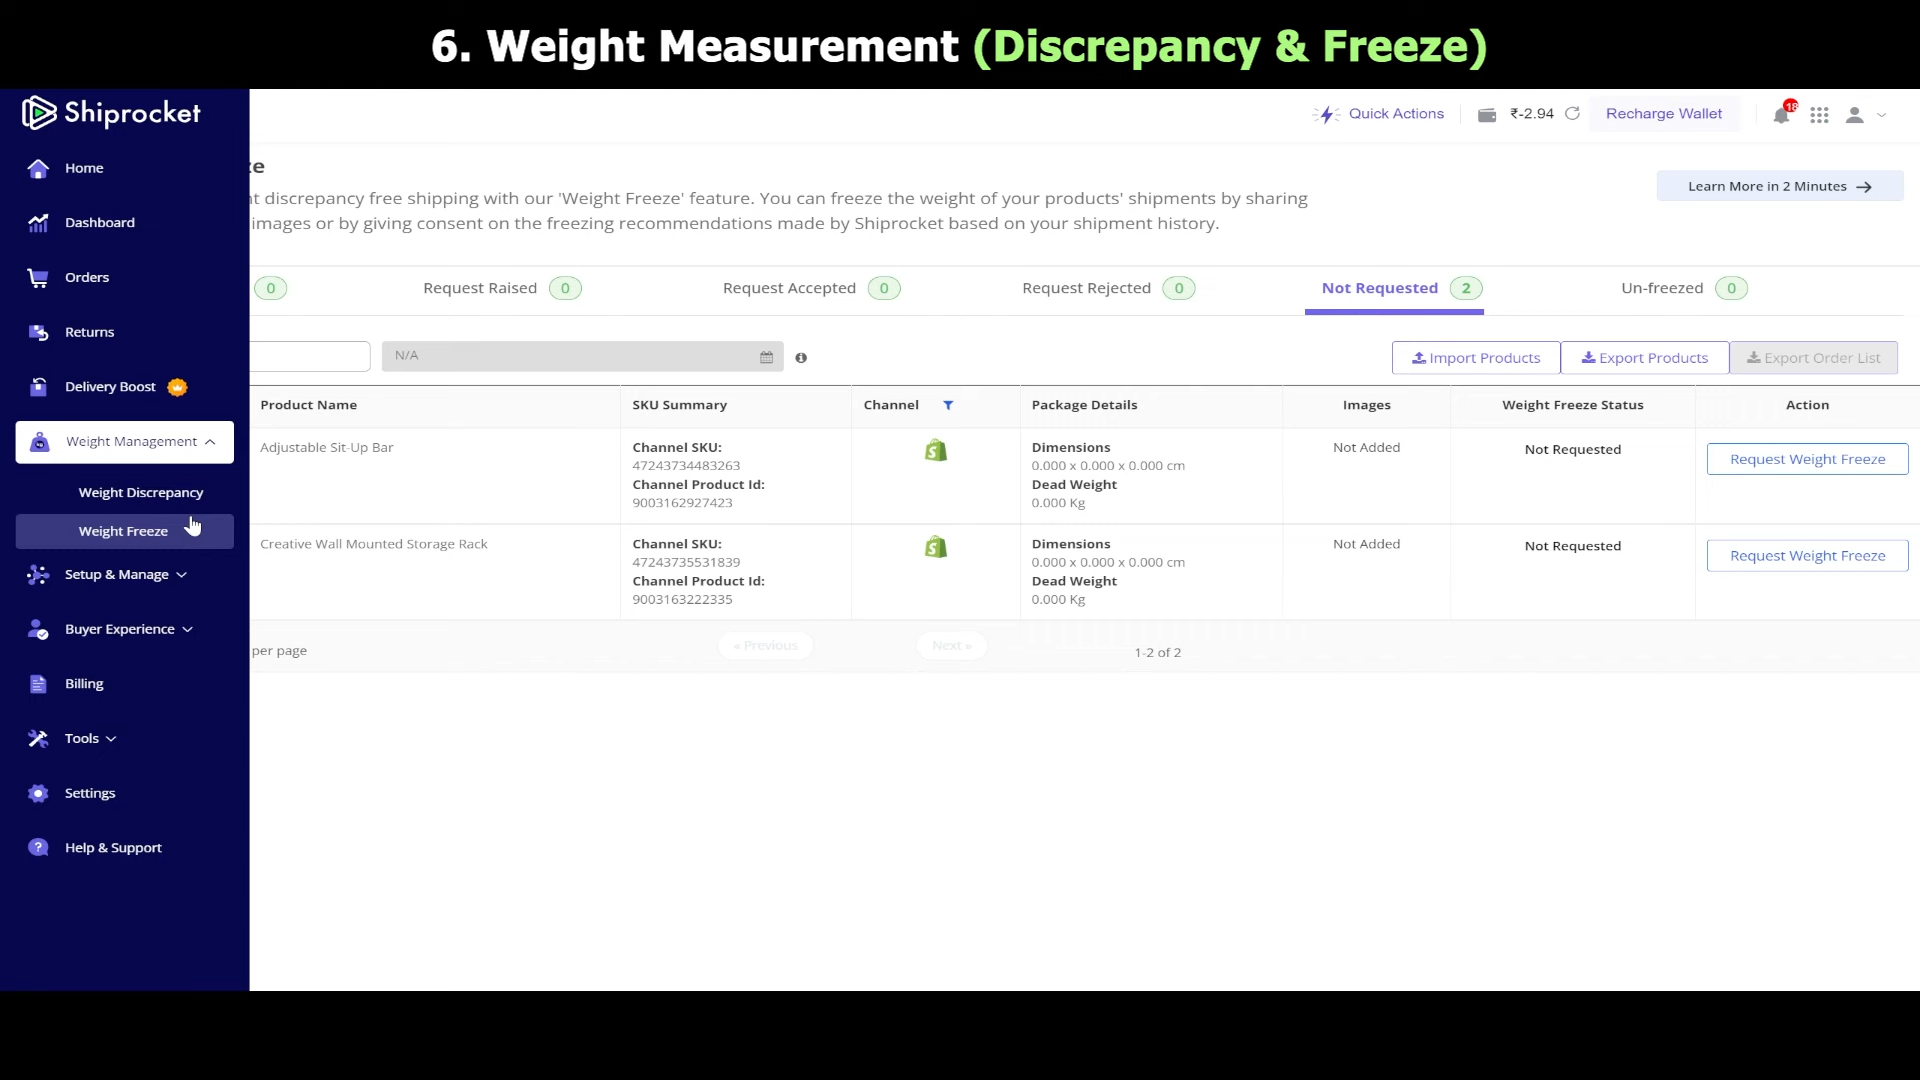 6. Weight Measurement (Discrepancy & Freeze)
Shiprocket
Quick Actions
₹-2.94
Recharge Wallet
18
Home
Dashboard
Orders
Returns
Delivery Boost
Weight Management
Weight Discrepancy
Weight Freeze
Setup & Manage
Buyer Experience
Billing
Tools
Settings
Help & Support
discrepancy free shipping with our 'Weight Freeze' feature. You can freeze the weight of your products' shipments by sharing
images or by giving consent on the freezing recommendations made by Shiprocket based on your shipment history.
Learn More in 2 Minutes
0
Request Raised 0
Request Accepted 0
Request Rejected 0
Not Requested 2
Un-freezed 0
N/A
Import Products
Export Products
Export Order List
Product Name
SKU Summary
Channel
Package Details
Images
Weight Freeze Status
Action
Adjustable Sit-Up Bar
Channel SKU:
47243734483263
Channel Product Id:
9003162927423
Dimensions
0.000 x 0.000 x 0.000 cm
Dead Weight
0.000 Kg
Not Added
Not Requested
Request Weight Freeze
Creative Wall Mounted Storage Rack
Channel SKU:
47243735531839
Channel Product Id:
9003163222335
Dimensions
0.000 x 0.000 x 0.000 cm
Dead Weight
0.000 Kg
Not Added
Not Requested
Request Weight Freeze
per page
« Previous
Next »
1-2 of 2